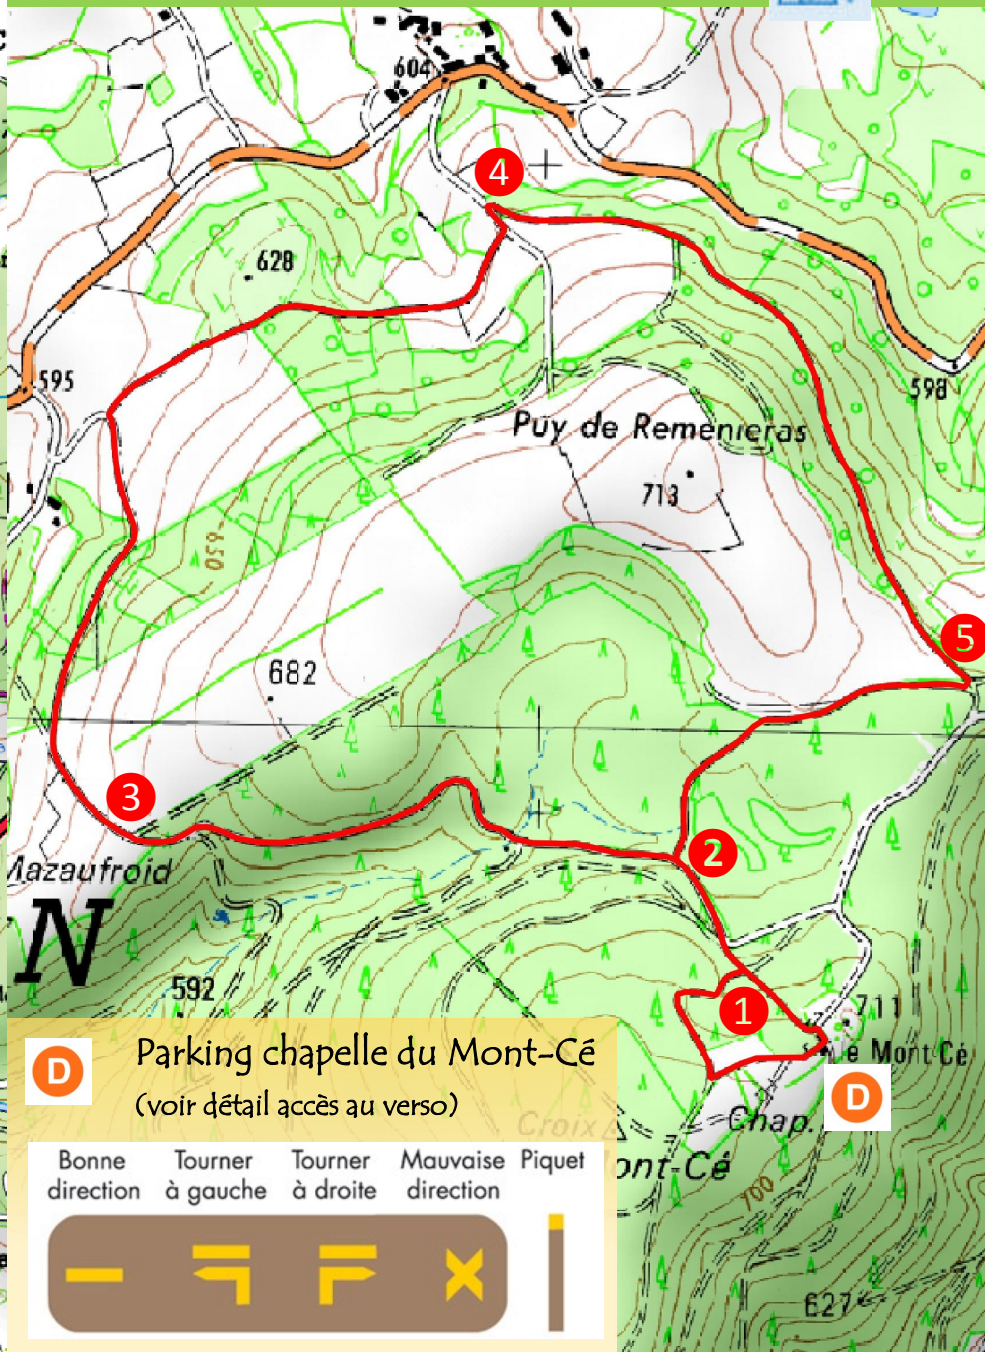 604
4
628
595
598
Puy de Remenieras
713
650
5
682
3
2
Mazaufroid
N
592
1
711
le Mont Cé
D
Parking chapelle du Mont-Cé
D
(voir détail accès au verso)
Croix
Chap.
ont-Cé
700
Bonne direction
Tourner à gauche
Tourner à droite
Mauvaise direction
Piquet
627